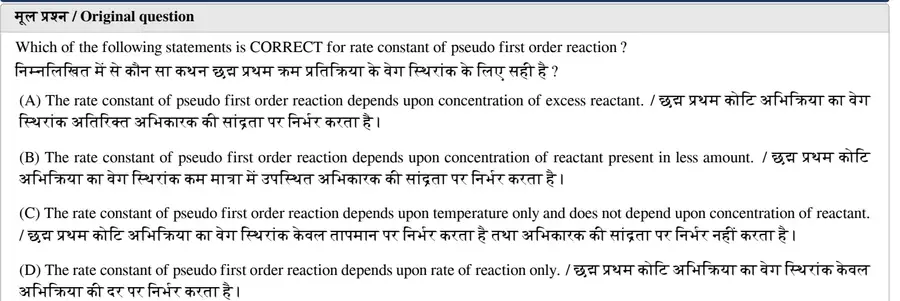 मूल प्रश्न / Original question
Which of the following statements is CORRECT for rate constant of pseudo first order reaction ?
निम्नलिखित में से कौन सा कथन छद्म प्रथम क्रम प्रतिक्रिया के वेग स्थिरांक के लिए सही है ?
(A) The rate constant of pseudo first order reaction depends upon concentration of excess reactant. / छद्म प्रथम कोटि अभिक्रिया का वेग
स्थिरांक अतिरिक्त अभिकारक की सांद्रता पर निर्भर करता है।
(B) The rate constant of pseudo first order reaction depends upon concentration of reactant present in less amount. / छद्म प्रथम कोटि
अभिक्रिया का वेग स्थिरांक कम मात्रा में उपस्थित अभिकारक की सांद्रता पर निर्भर करता है।
(C) The rate constant of pseudo first order reaction depends upon temperature only and does not depend upon concentration of reactant.
/ छद्म प्रथम कोटि अभिक्रिया का वेग स्थिरांक केवल तापमान पर निर्भर करता है तथा अभिकारक की सांद्रता पर निर्भर नहीं करता है।
(D) The rate constant of pseudo first order reaction depends upon rate of reaction only. / छद्म प्रथम कोटि अभिक्रिया का वेग स्थिरांक केवल
अभिक्रिया की दर पर निर्भर करता है।